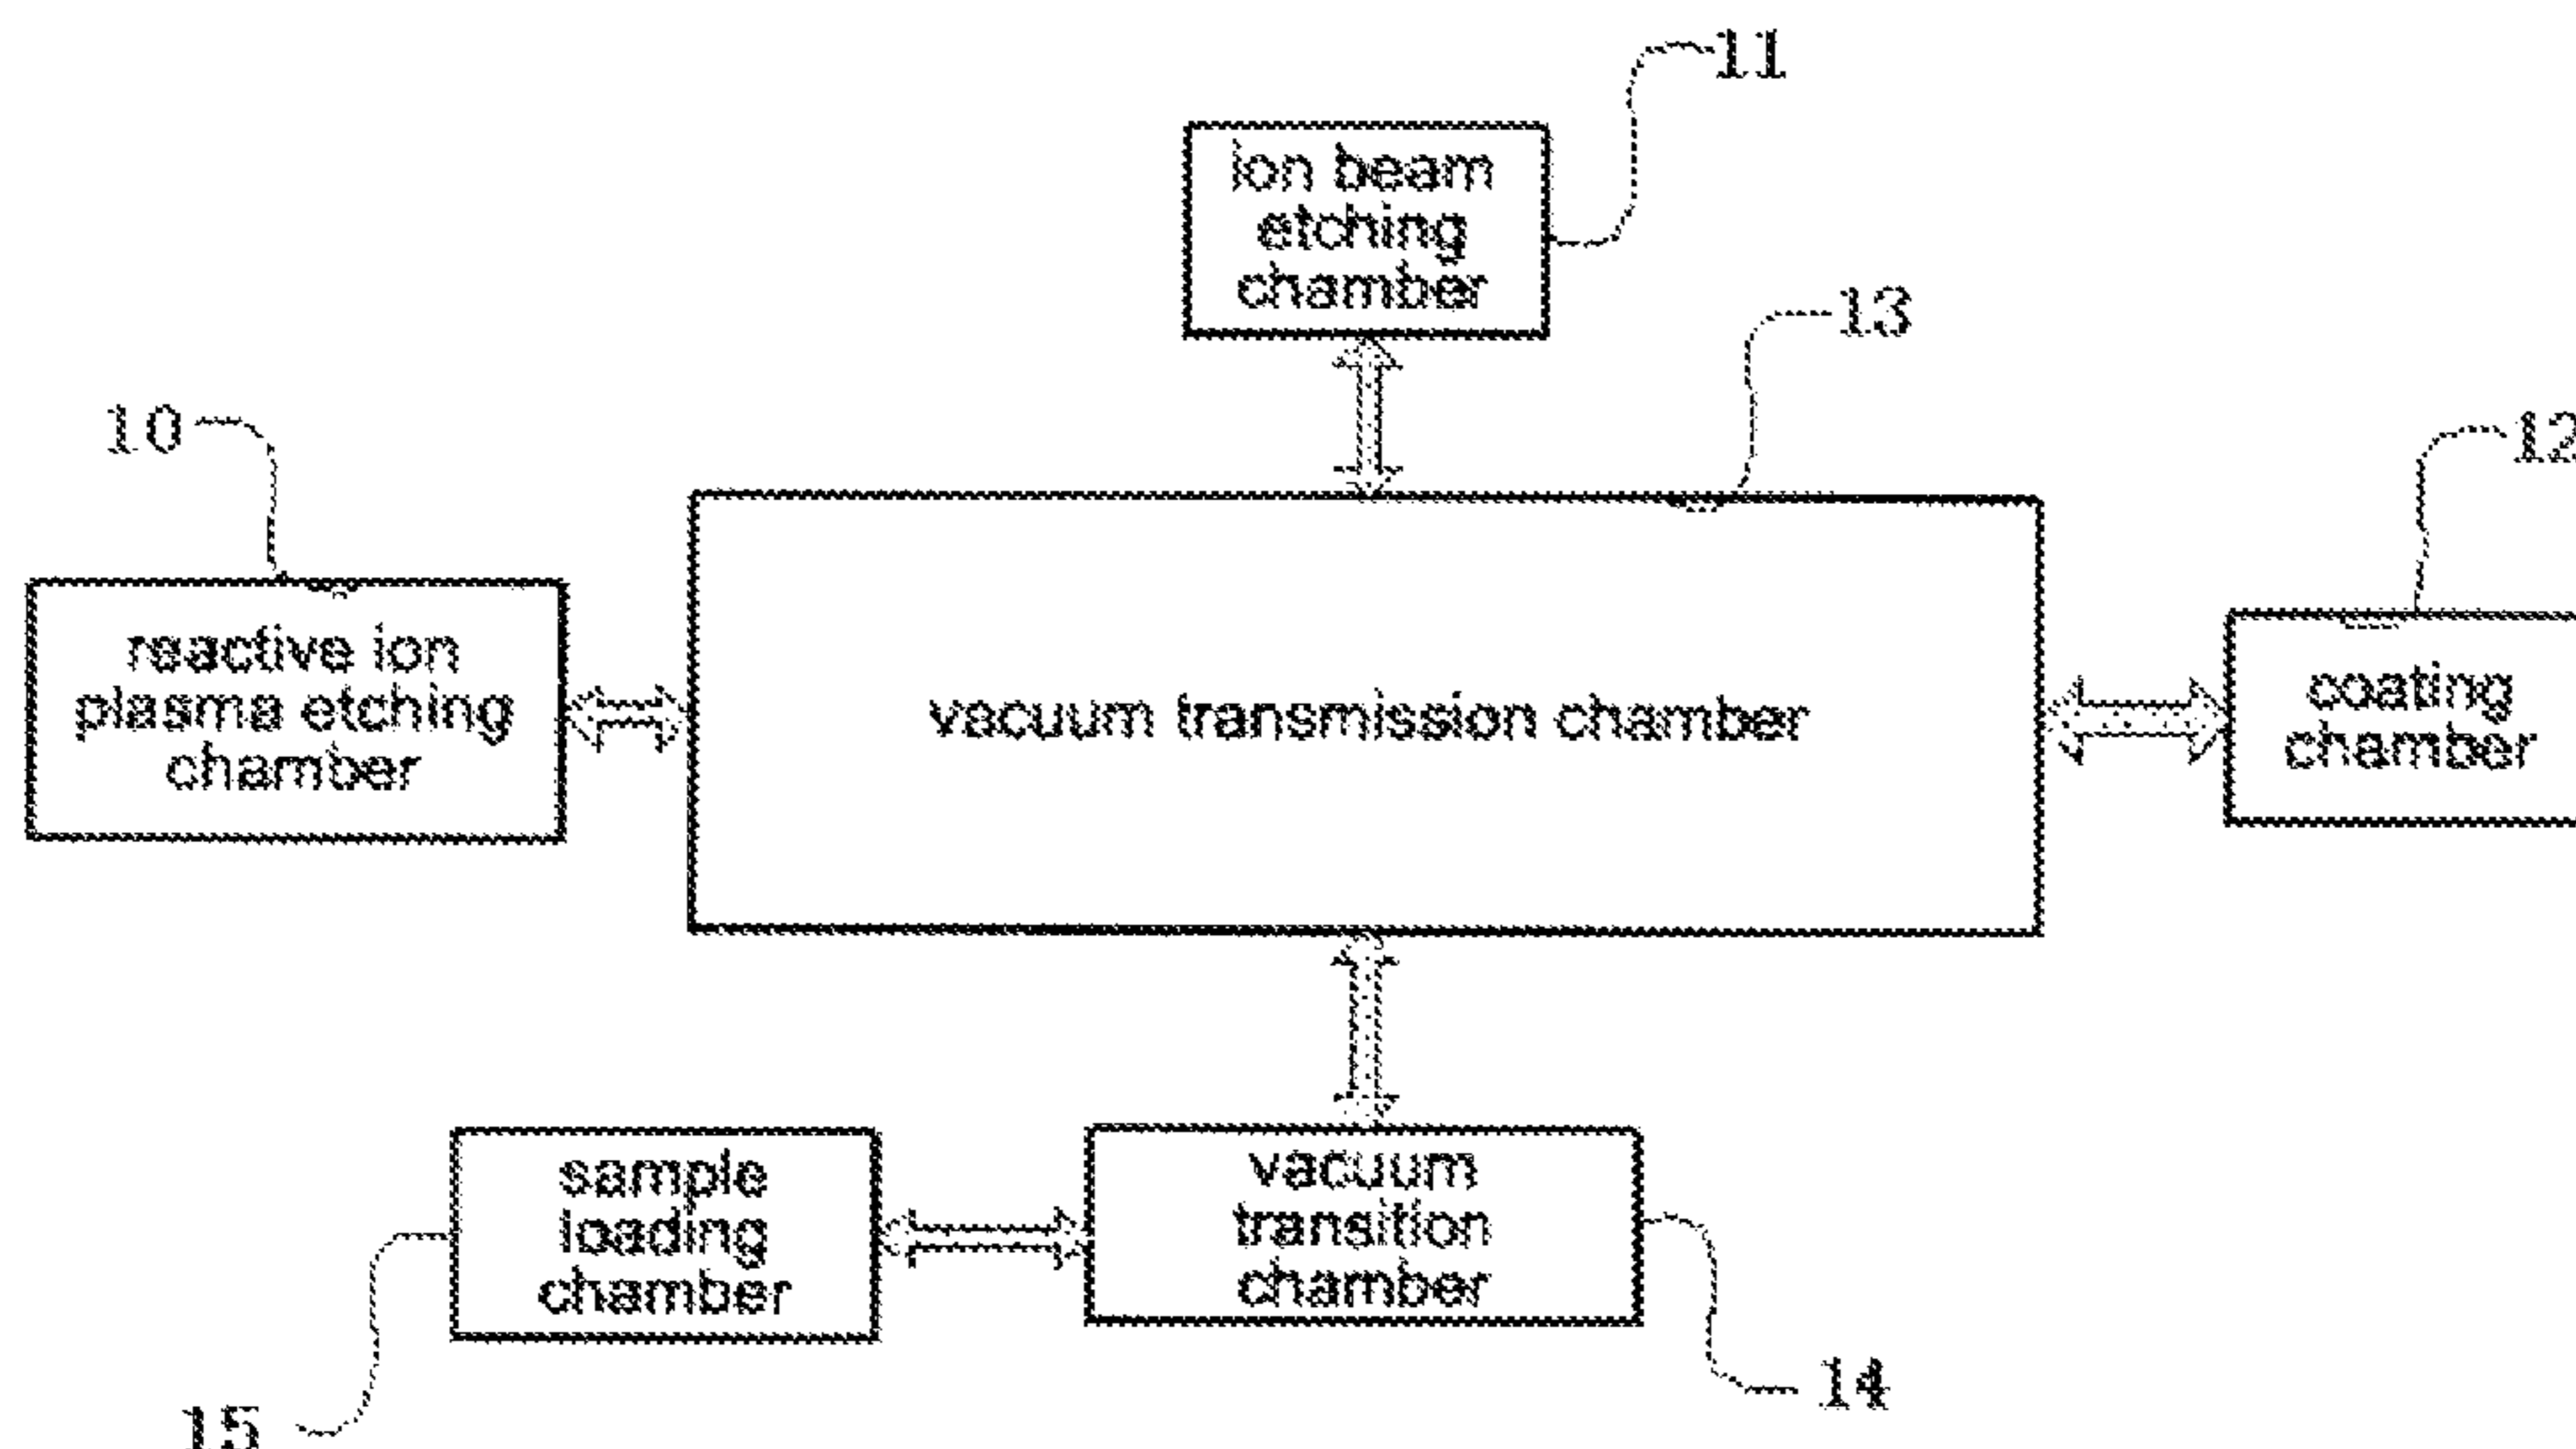 11
ion beam
etching
chamber
13
10
12
reactive ion
plasma etching
chamber
vacuum transmission chamber
coating
chamber
sample
loading
chamber
vacuum
transition
chamber
14
15